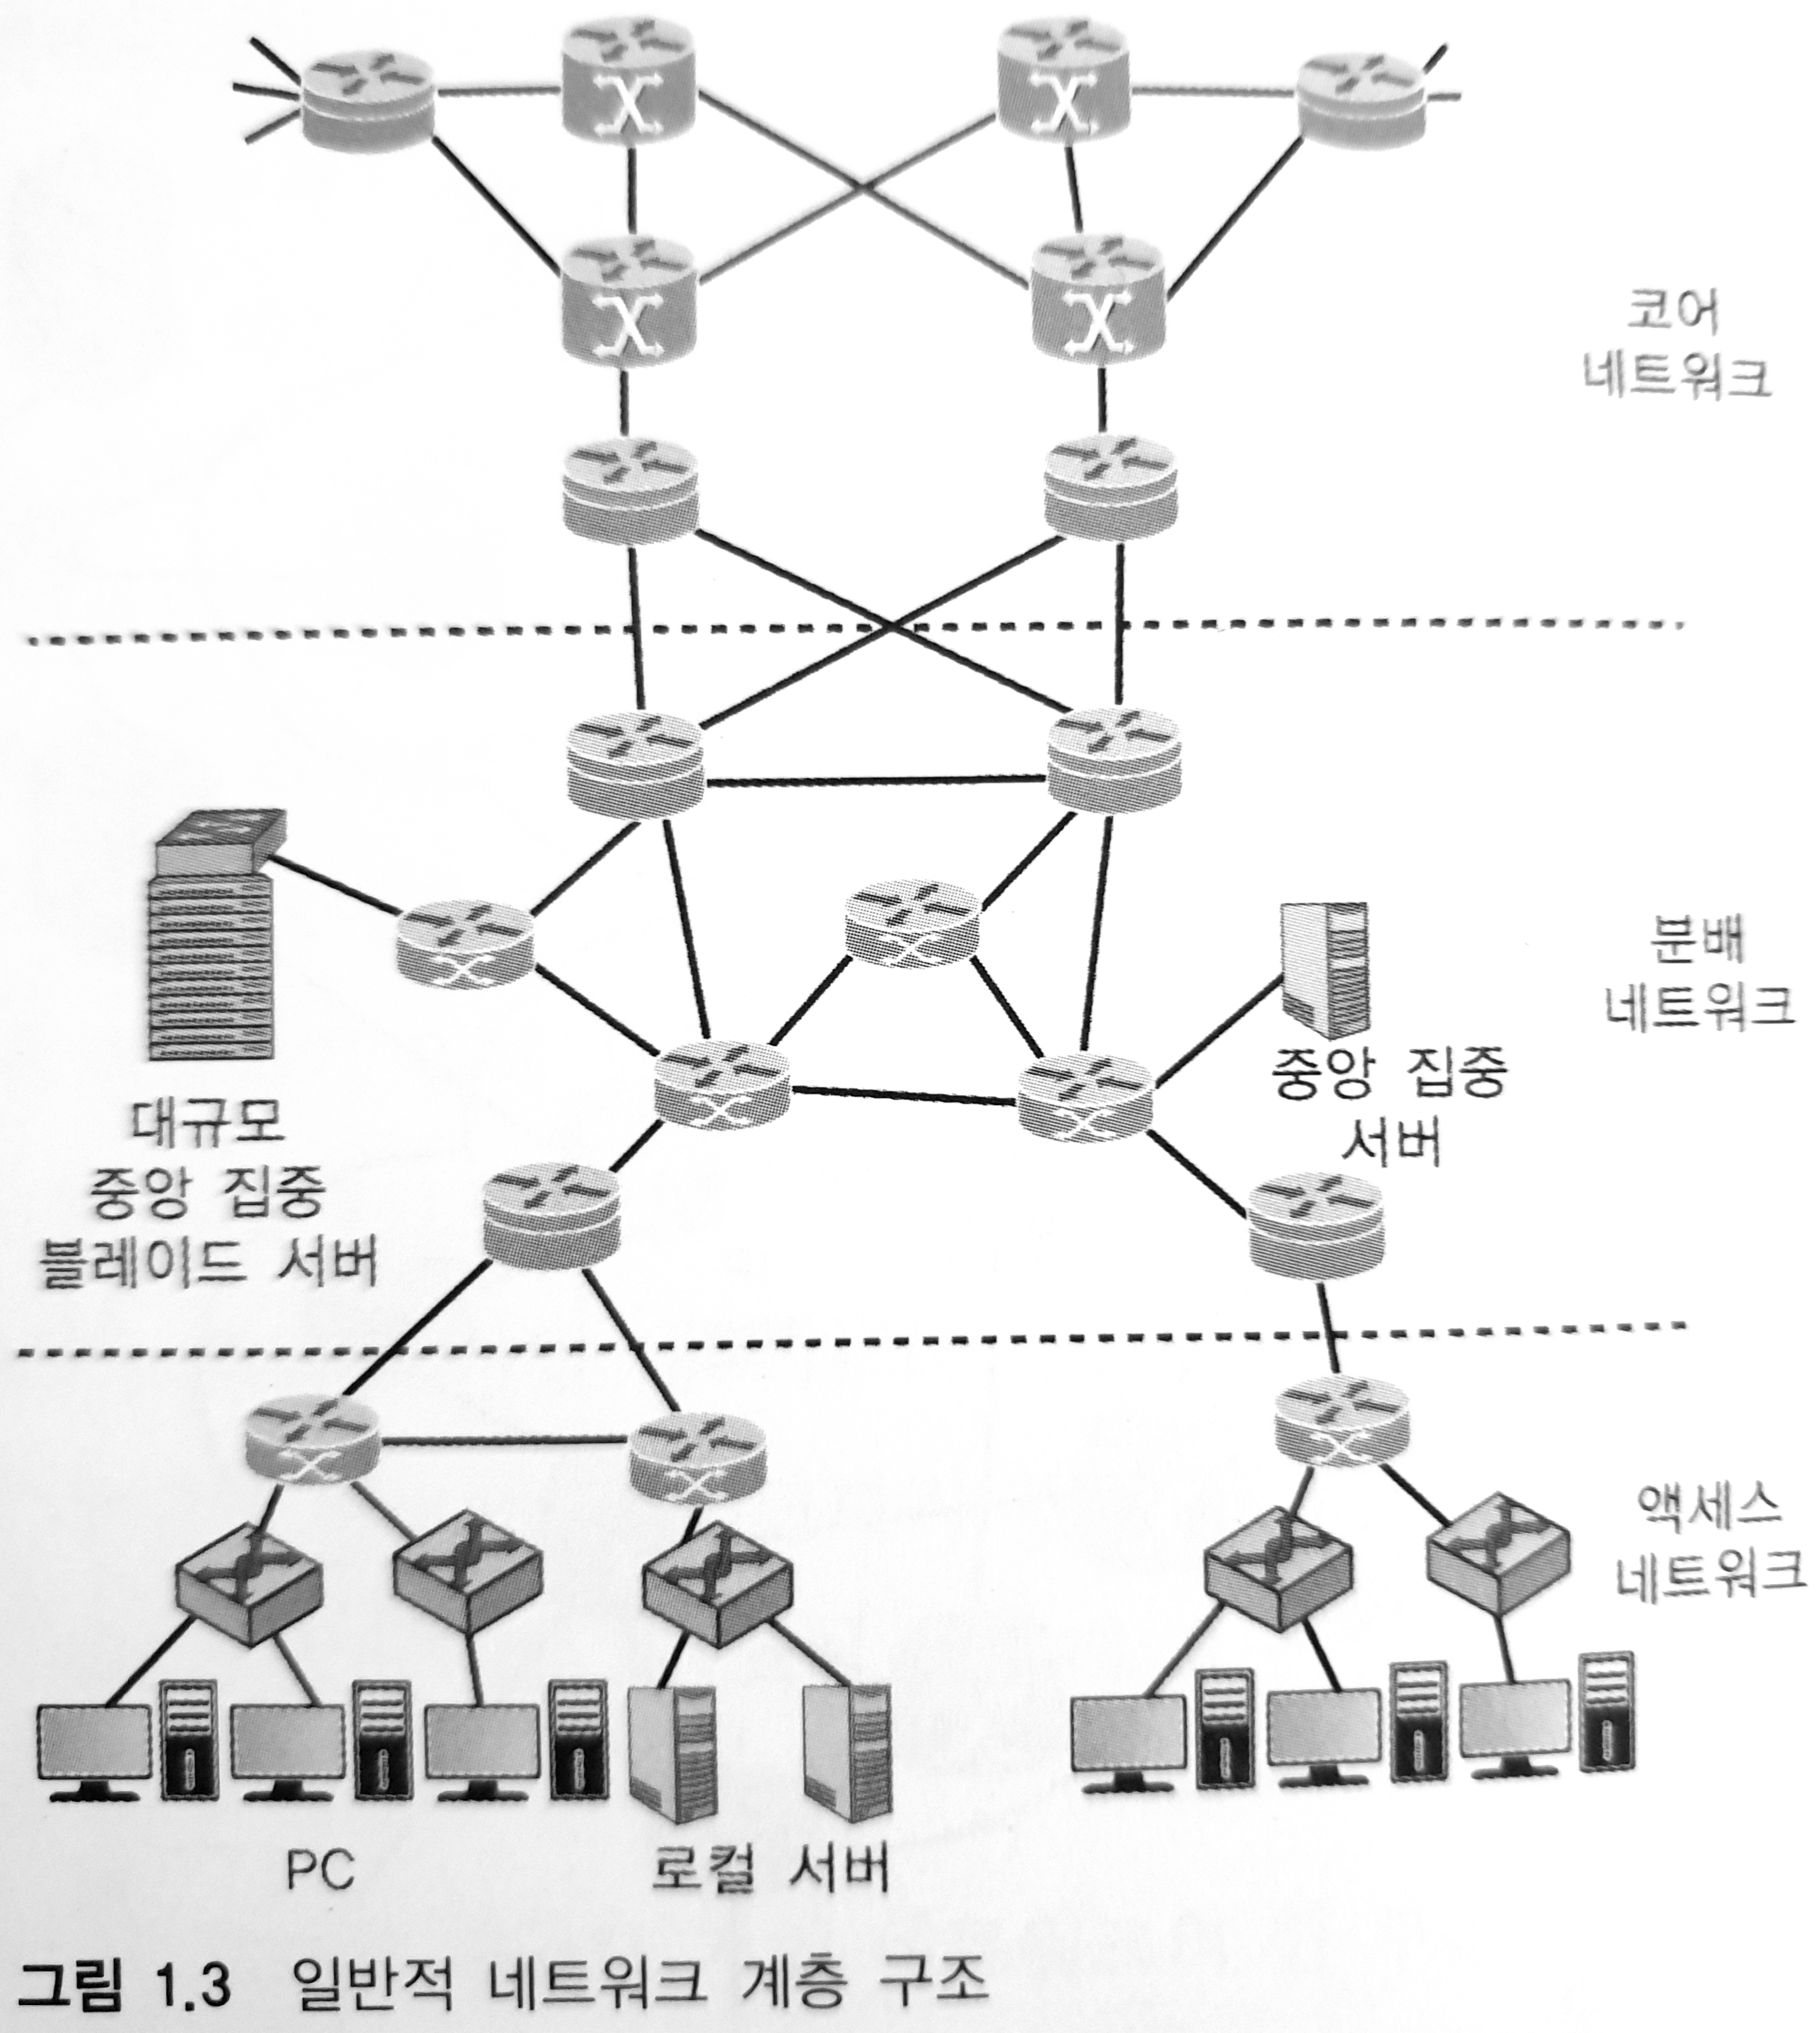 코어
네트워크
분배
네트워크
중앙 집중
서버
대규모
중앙 집중
블레이드 서버
액세스
네트워크
PC
로컬 서버
그림 1.3 일반적 네트워크 계층 구조